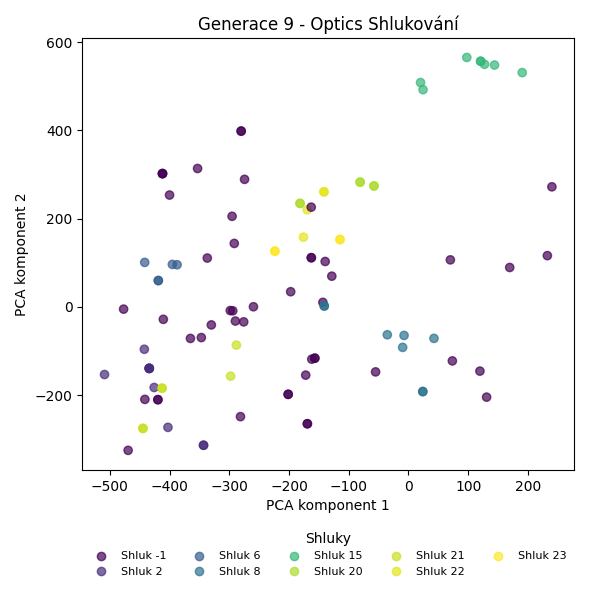 Generace 9 - Optics Shlukování
600
400
200
0
−200
PCA komponent 2
−500 −400 −300 −200 −100 0 100 200
PCA komponent 1
Shluky
Shluk -1 Shluk 6 Shluk 15 Shluk 21 Shluk 23
Shluk 2 Shluk 8 Shluk 20 Shluk 22